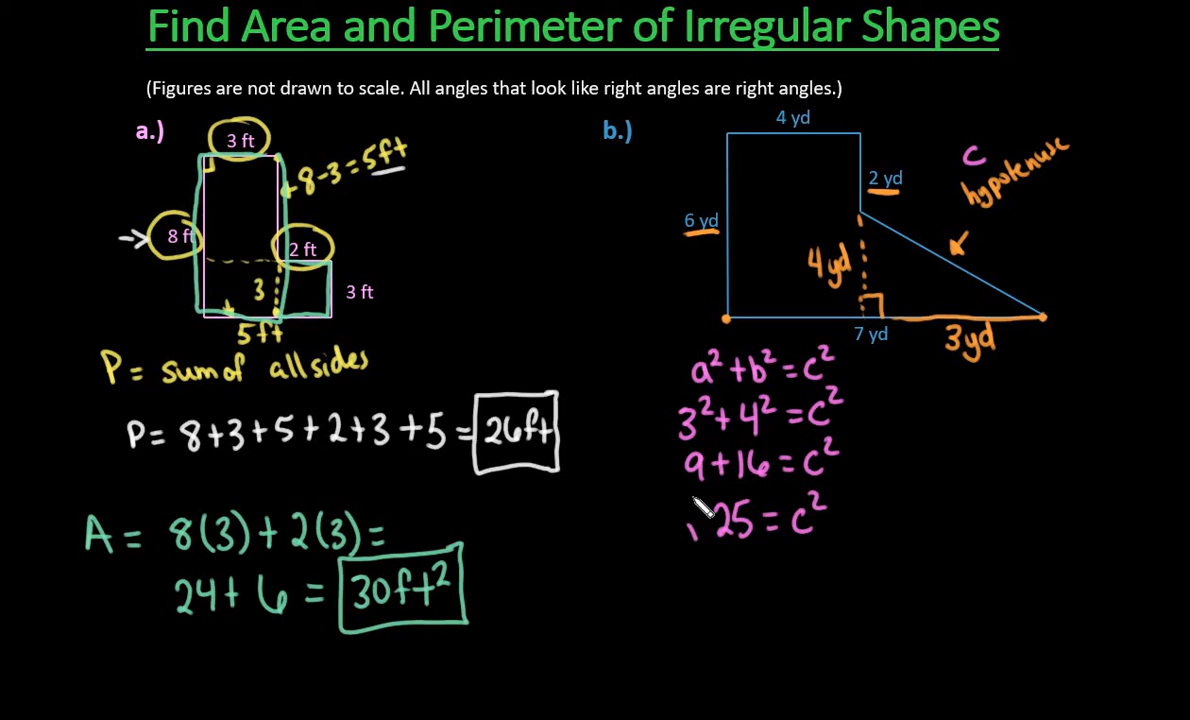 Find Area and Perimeter of Irregular Shapes
(Figures are not drawn to scale. All angles that look like right angles are right angles.)
a.)
3 ft
8-3=5ft
8 ft
2 ft
3
3 ft
5ft
P= sum of all sides
P= 8+3+5+2+3+5= 26ft
A= 8(3)+2(3)=
24+6= 30ft²
b.)
4 yd
2 yd
c
hypotenuse
6 yd
4yd
7 yd
3yd
a²+b²=c²
3²+4²=c²
9+16=c²
25=c²